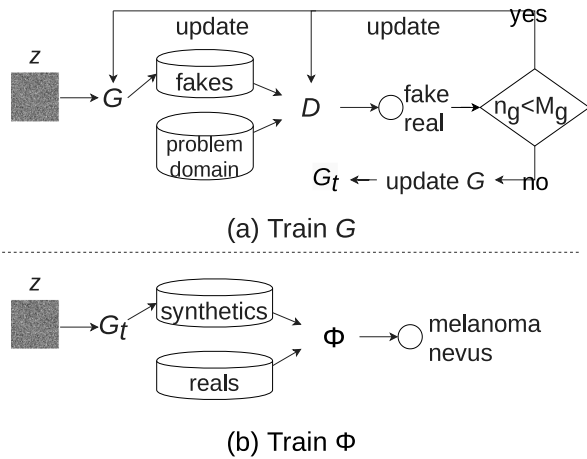 yes
update update
z
G
fakes
problem
domain
D
fake
real
n_g<M_g
no
update G
G_t
(a) Train G
z
G_t
synthetics
reals
Φ
melanoma
nevus
(b) Train Φ